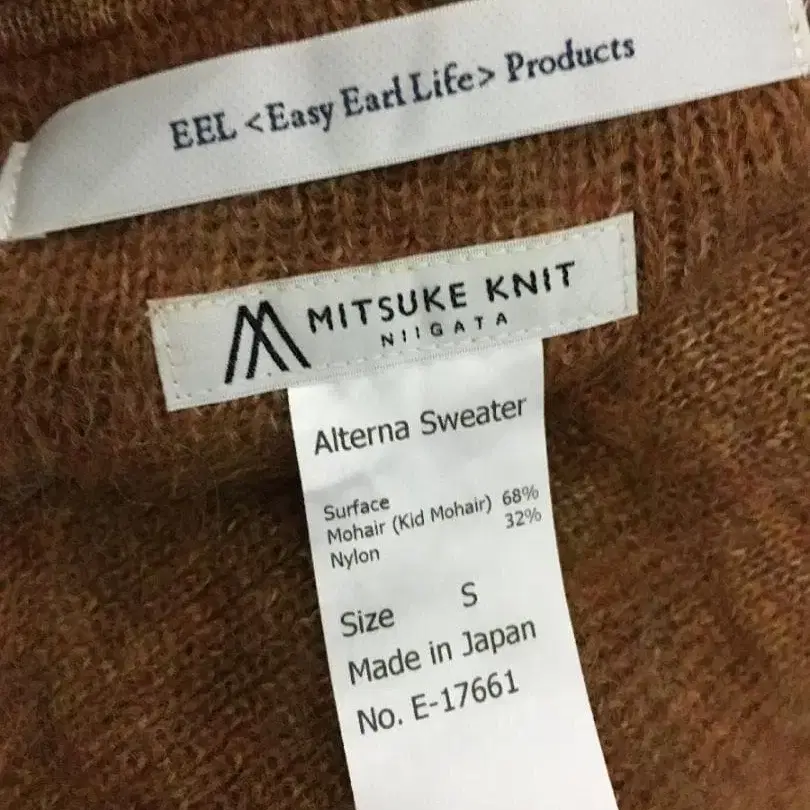 EEL <Easy Earl Life> Products
MITSUKE KNIT
NIIGATA
Alterna Sweater
Surface
Mohair (Kid Mohair) 68%
Nylon 32%
Size S
Made in Japan
No. E-17661